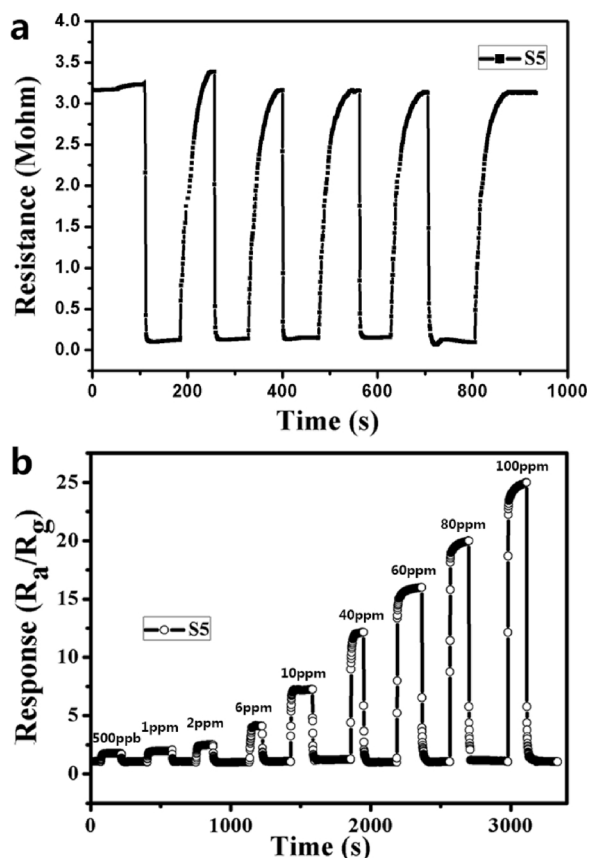 a
Resistance (Mohm)
4.0
3.5
3.0
2.5
2.0
1.5
1.0
0.5
0.0
S5
0 200 400 600 800 1000
Time (s)
b
Response (Ra/Rg)
25
20
15
10
5
0
S5
500ppb
1ppm
2ppm
6ppm
10ppm
40ppm
60ppm
80ppm
100ppm
0 1000 2000 3000
Time (s)